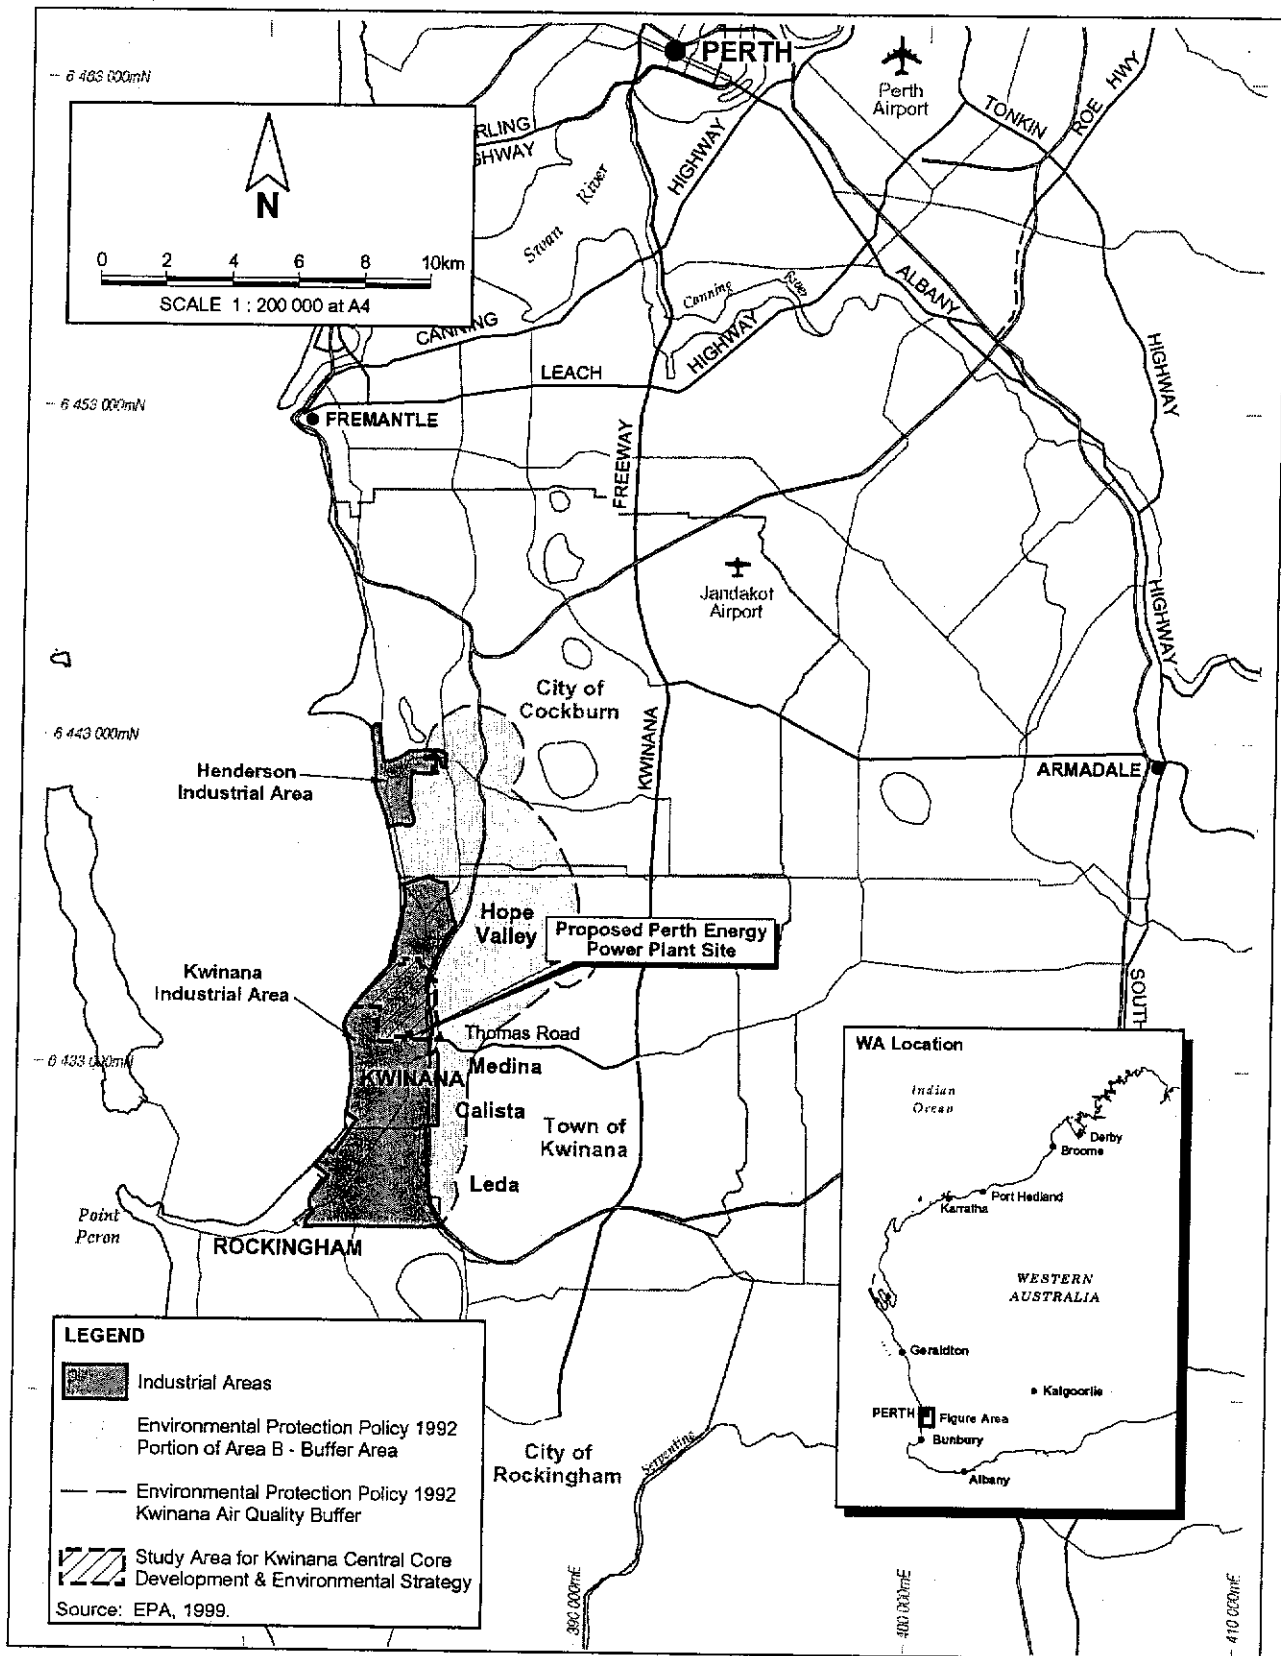 PERTH
6 463 000mN
Perth
Airport
TONKIN
ROE HWY
RLING
GHWAY
HIGHWAY
Swan River
N
0 2 4 6 8 10km
SCALE 1 : 200 000 at A4
Canning River
ALBANY
CANNING
HIGHWAY
LEACH
HIGHWAY
6 453 000mN
FREMANTLE
FREEWAY
Jandakot
Airport
HIGHWAY
City of
Cockburn
6 443 000mN
KWINANA
Henderson
Industrial Area
ARMADALE
Hope
Valley
Proposed Perth Energy
Power Plant Site
Kwinana
Industrial Area
SOUTH
Thomas Road
6 433 000mN
KWINANA
Medina
Calista
Town of
Kwinana
Leda
Point
Peron
ROCKINGHAM
WA Location
Indian
Ocean
Derby
Broome
Port Hedland
Karratha
WESTERN
AUSTRALIA
Geraldton
Kalgoorlie
PERTH
Figure Area
Bunbury
Albany
LEGEND
Industrial Areas
Environmental Protection Policy 1992
Portion of Area B - Buffer Area
Environmental Protection Policy 1992
Kwinana Air Quality Buffer
Study Area for Kwinana Central Core
Development & Environmental Strategy
Source: EPA, 1999.
City of
Rockingham
Serpentine
390 000mE
400 000mE
410 000mE